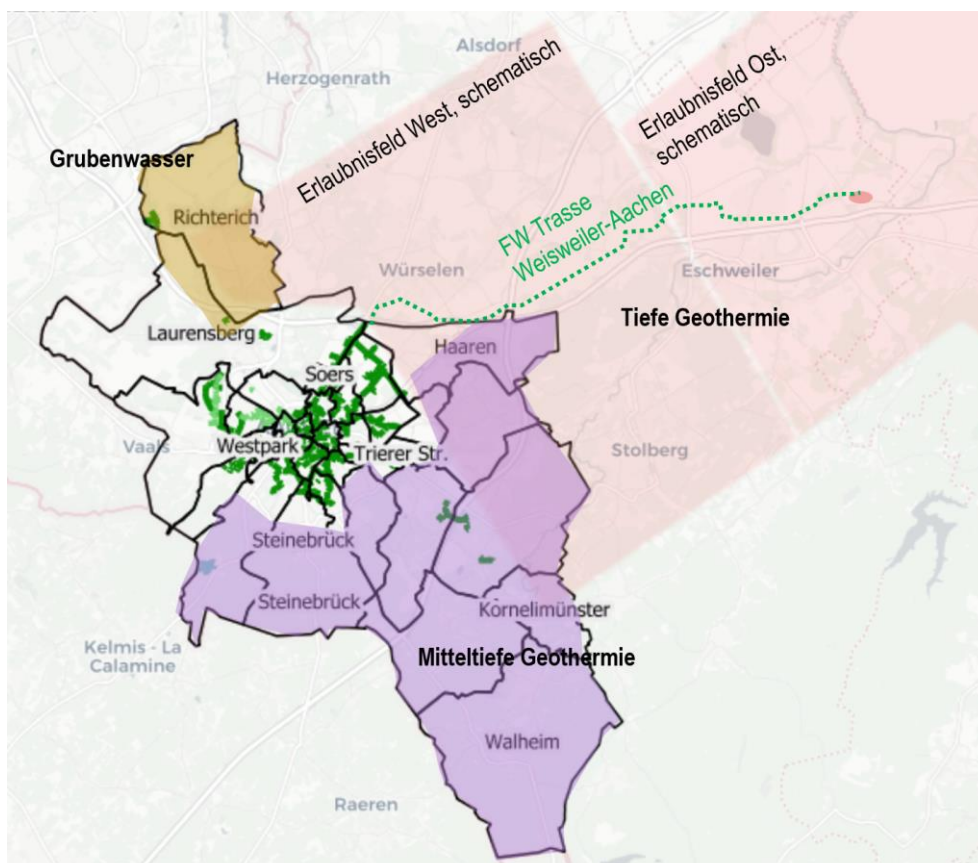 Alsdorf
Herzogenrath
Erlaubnisfeld West, schematisch
Erlaubnisfeld Ost,
schematisch
Grubenwasser
Richterich
FW Trasse
Weisweiler-Aachen
Würselen
Eschweiler
Tiefe Geothermie
Laurensberg
Haaren
Soers
Vaals
Westpark
Trierer Str.
Stolberg
Steinebrück
Steinebrück
Kornelimünster
Kelmis - La
Calamine
Mitteltiefe Geothermie
Walheim
Raeren